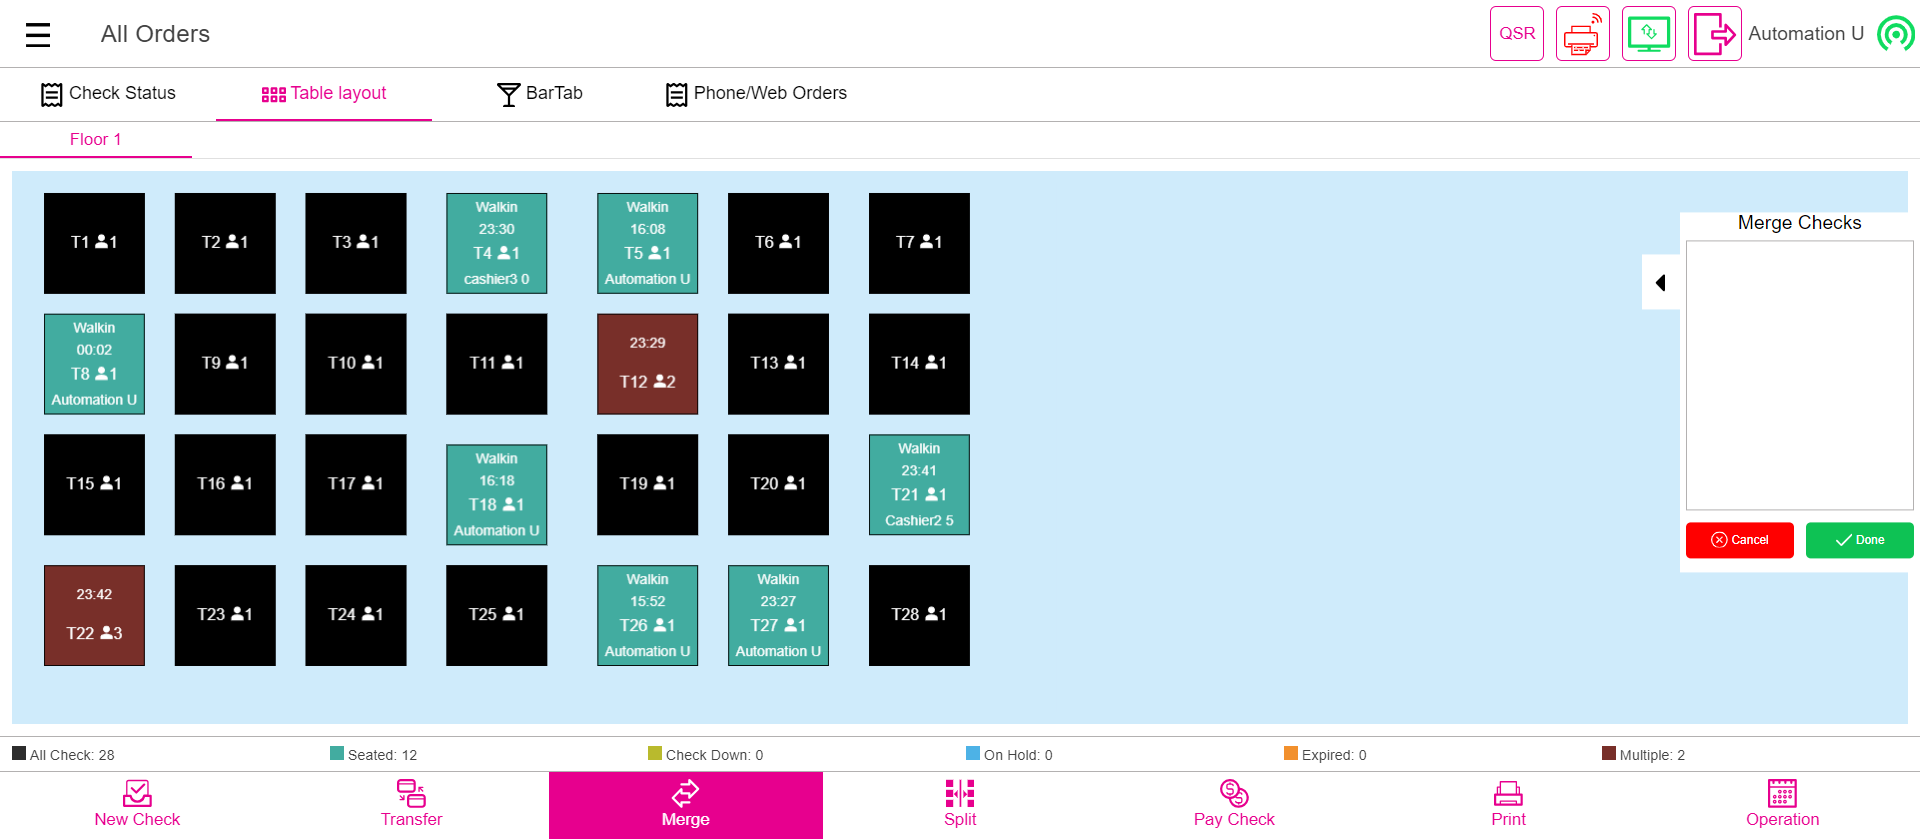 All Orders
QSR
Automation U
Check Status
Table layout
BarTab
Phone/Web Orders
Floor 1
T1 1
T2 1
T3 1
Walkin
23:30
T4 1
cashier3 0
Walkin
16:08
T5 1
Automation U
T6 1
T7 1
Walkin
00:02
T8 1
Automation U
T9 1
T10 1
T11 1
23:29
T12 2
T13 1
T14 1
T15 1
T16 1
T17 1
Walkin
16:18
T18 1
Automation U
T19 1
T20 1
Walkin
23:41
T21 1
Cashier2 5
23:42
T22 3
T23 1
T24 1
T25 1
Walkin
15:52
T26 1
Automation U
Walkin
23:27
T27 1
Automation U
T28 1
Merge Checks
Cancel
Done
All Check: 28
Seated: 12
Check Down: 0
On Hold: 0
Expired: 0
Multiple: 2
New Check
Transfer
Merge
Split
Pay Check
Print
Operation